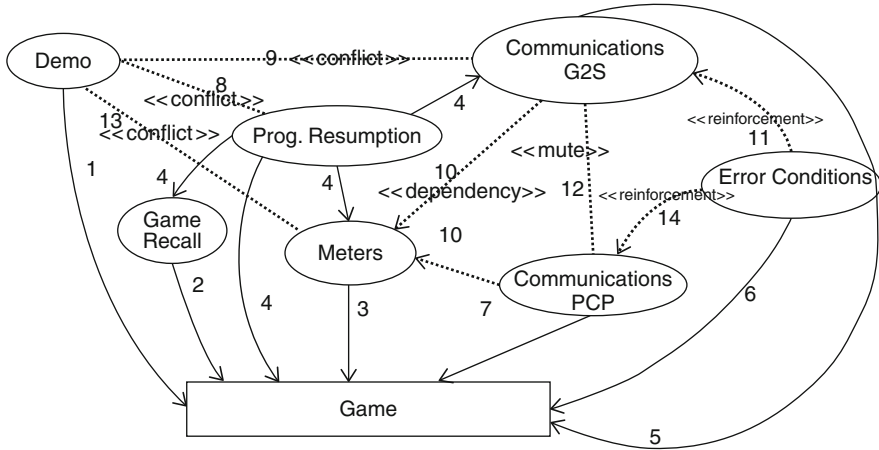 Demo
9
<<conflict>>
Communications
G2S
8
<<conflict>>
4
13
<<conflict>>
Prog. Resumption
<<reinforcement>>
11
1
4
4
10
<<mute>>
Error Conditions
<<dependency>>
12
<<reinforcement>>
14
Game
Recall
Meters
10
Communications
PCP
2
4
3
7
6
Game
5